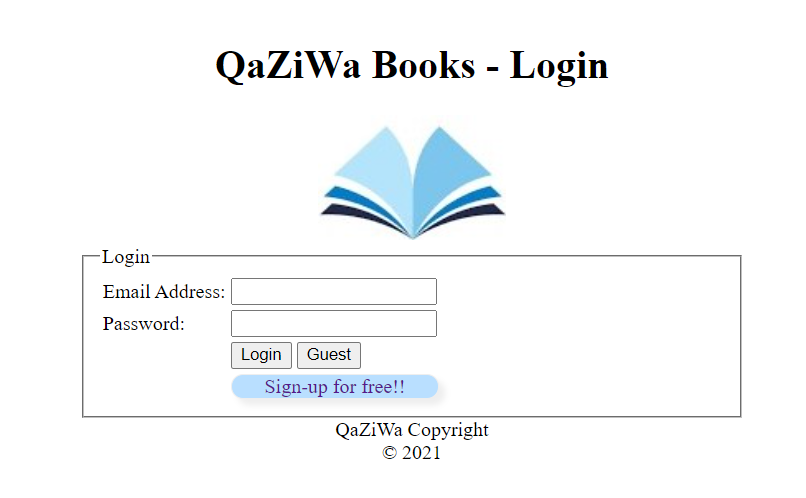 QaZiWa Books - Login
Login
Email Address:
Password:
Login Guest
Sign-up for free!!
QaZiWa Copyright
© 2021